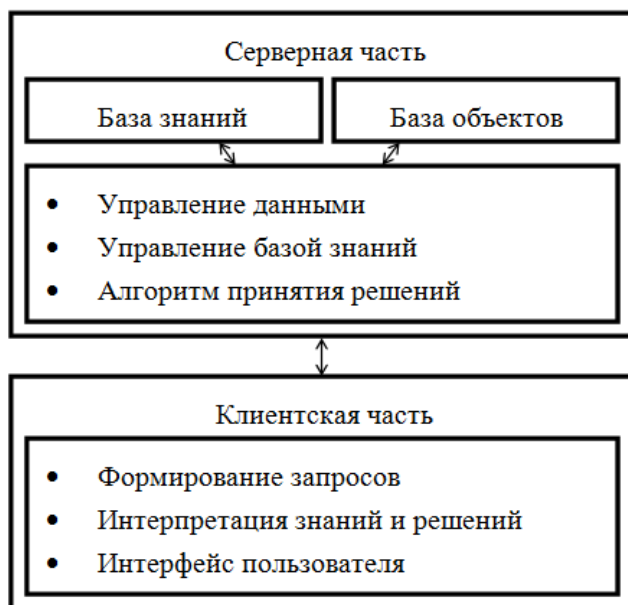 Серверная часть
База знаний
База объектов
• Управление данными
• Управление базой знаний
• Алгоритм принятия решений
Клиентская часть
• Формирование запросов
• Интерпретация знаний и решений
• Интерфейс пользователя